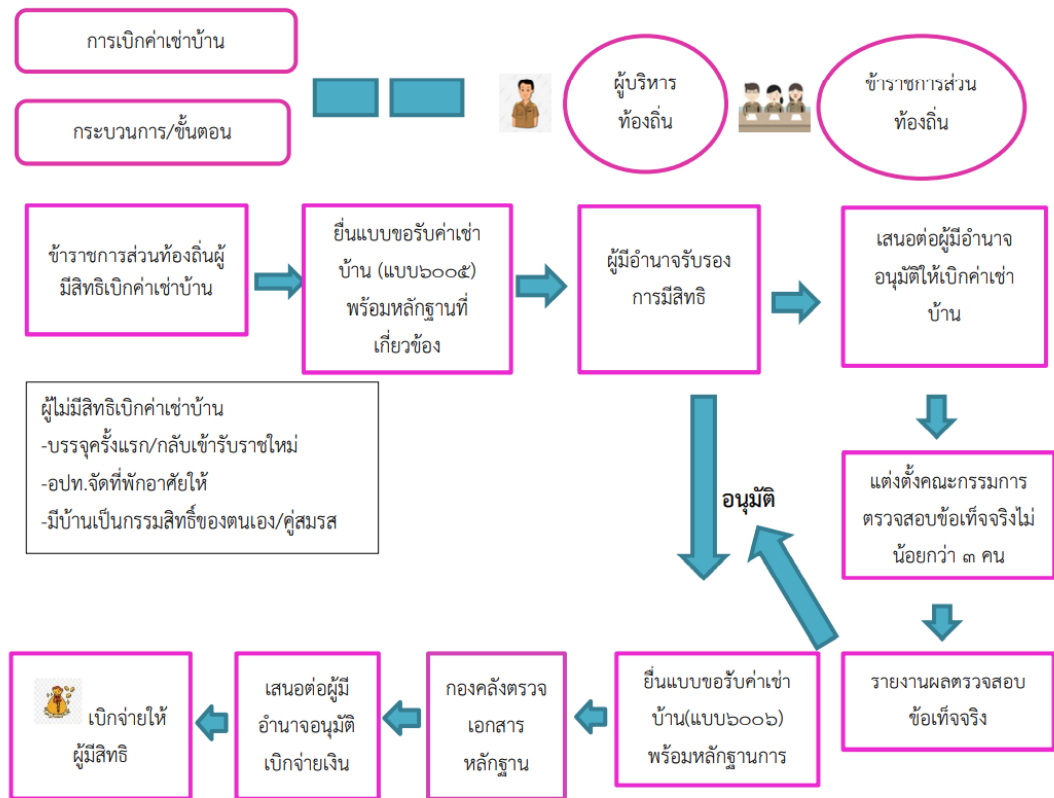 การเบิกค่าเช่าบ้าน
กระบวนการ/ขั้นตอน
ผู้บริหาร
ท้องถิ่น
ข้าราชการส่วน
ท้องถิ่น
ข้าราชการส่วนท้องถิ่นผู้
มีสิทธิเบิกค่าเช่าบ้าน
ยื่นแบบขอรับค่าเช่า
บ้าน (แบบ๖๐๐๕)
พร้อมหลักฐานที่
เกี่ยวข้อง
ผู้มีอำนาจรับรอง
การมีสิทธิ
เสนอต่อผู้มีอำนาจ
อนุมัติให้เบิกค่าเช่า
บ้าน
ผู้ไม่มีสิทธิเบิกค่าเช่าบ้าน
-บรรจุครั้งแรก/กลับเข้ารับราชใหม่
-อปท.จัดที่พักอาศัยให้
-มีบ้านเป็นกรรมสิทธิ์ของตนเอง/คู่สมรส
อนุมัติ
แต่งตั้งคณะกรรมการ
ตรวจสอบข้อเท็จจริงไม่
น้อยกว่า ๓ คน
รายงานผลตรวจสอบ
ข้อเท็จจริง
ยื่นแบบขอรับค่าเช่า
บ้าน(แบบ๖๐๐๖)
พร้อมหลักฐานการ
กองคลังตรวจ
เอกสาร
หลักฐาน
เสนอต่อผู้มี
อำนาจอนุมัติ
เบิกจ่ายเงิน
เบิกจ่ายให้
ผู้มีสิทธิ